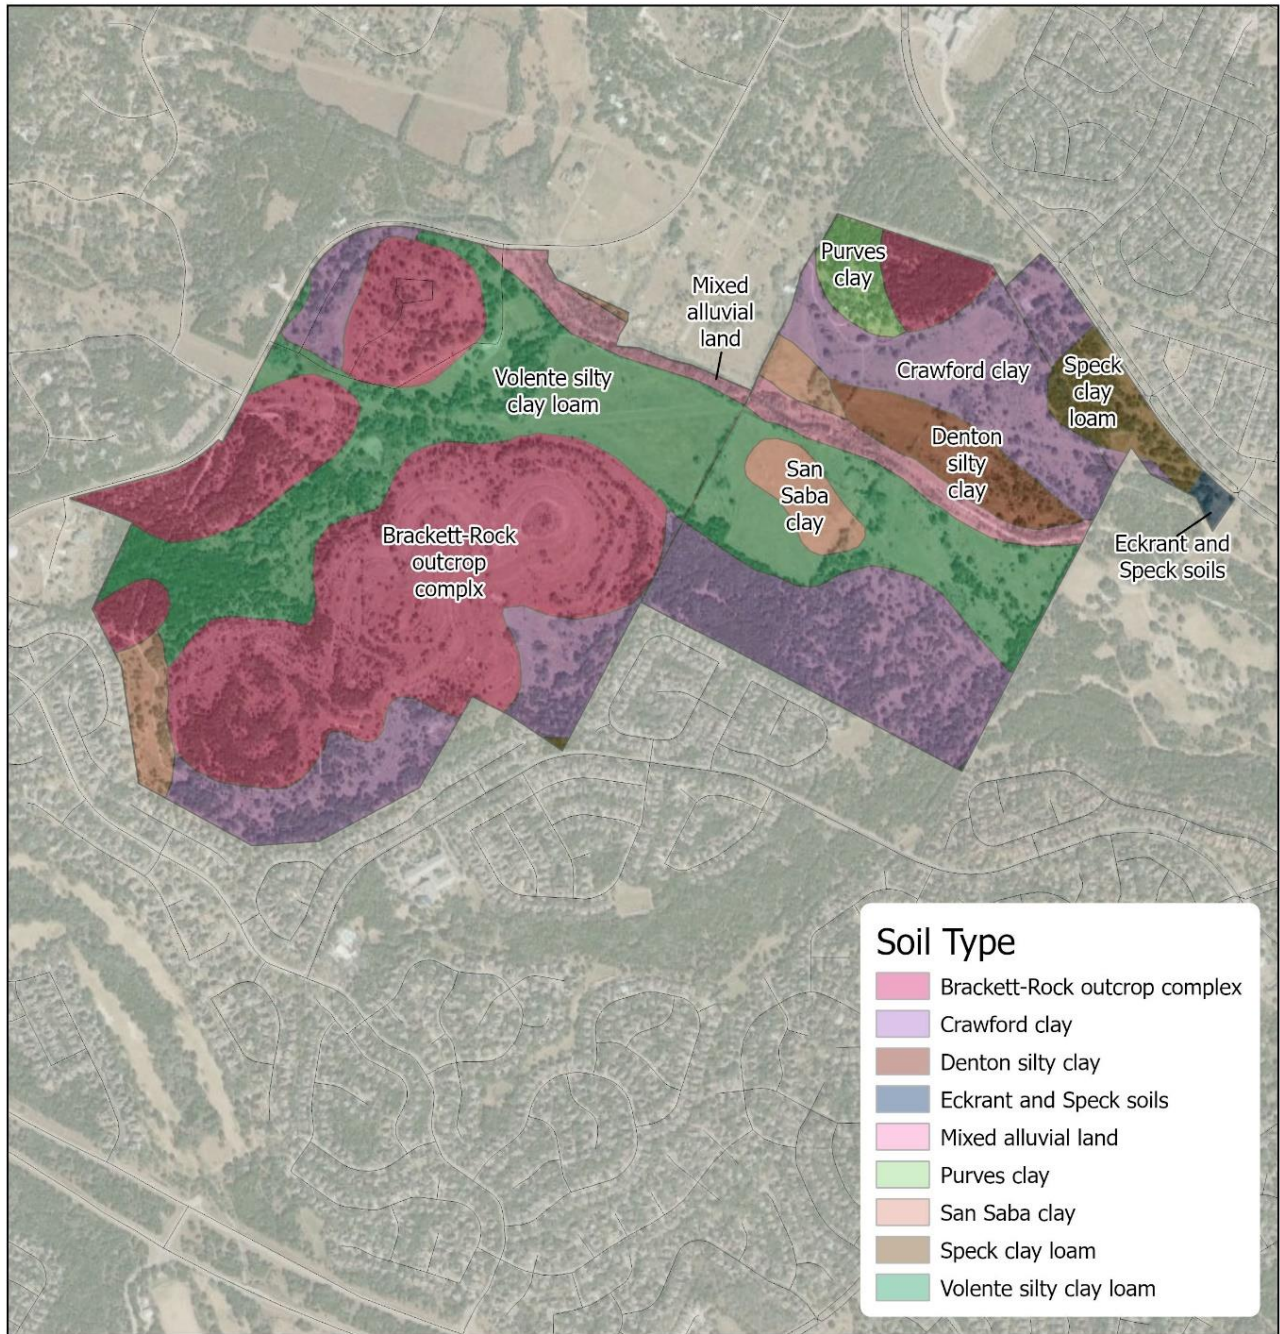 Purves
clay
Mixed
alluvial
land
Volente silty
clay loam
Crawford clay
Speck
clay
loam
Denton
silty
clay
San
Saba
clay
Brackett-Rock
outcrop
complx
Eckrant and
Speck soils
Soil Type
Brackett-Rock outcrop complex
Crawford clay
Denton silty clay
Eckrant and Speck soils
Mixed alluvial land
Purves clay
San Saba clay
Speck clay loam
Volente silty clay loam